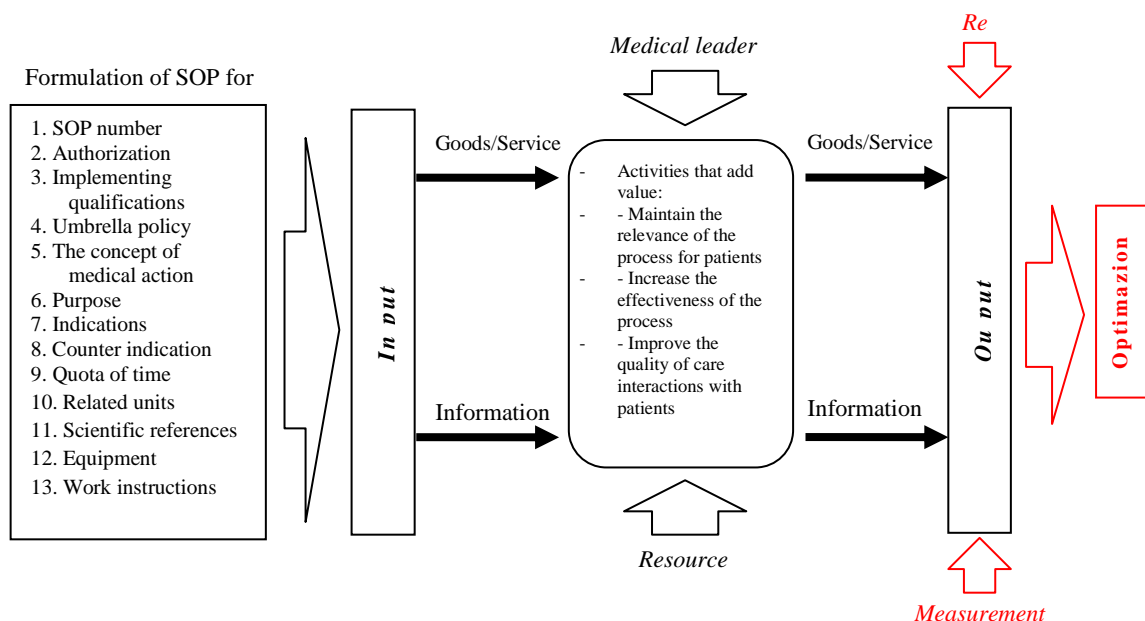 Re
Medical leader
Formulation of SOP for
1. SOP number
2. Authorization
3. Implementing
qualifications
4. Umbrella policy
5. The concept of
medical action
6. Purpose
7. Indications
8. Counter indication
9. Quota of time
10. Related units
11. Scientific references
12. Equipment
13. Work instructions
In put
Goods/Service
Information
- Activities that add
value:
- - Maintain the
relevance of the
process for patients
- - Increase the
effectiveness of the
process
- - Improve the
quality of care
interactions with
patients
Resource
Goods/Service
Information
Ou put
Measurement
Optimazion